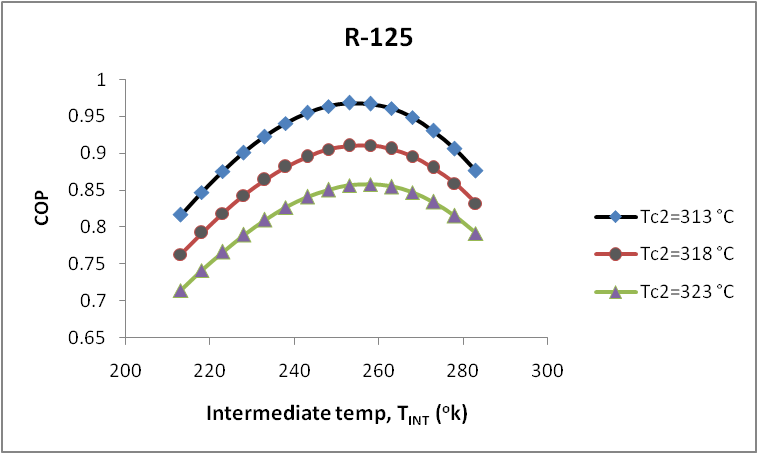 R-125
1
0.95
0.9
0.85
0.8
0.75
0.7
0.65
COP
200 220 240 260 280 300
Intermediate temp, TINT (ok)
Tc2=313 °C
Tc2=318 °C
Tc2=323 °C